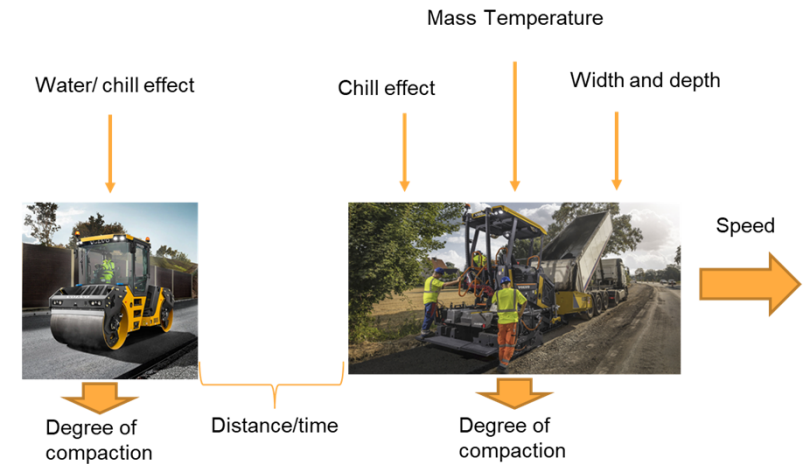 Mass Temperature
Water/ chill effect
Chill effect
Width and depth
Speed
Degree of
compaction
Distance/time
Degree of
compaction